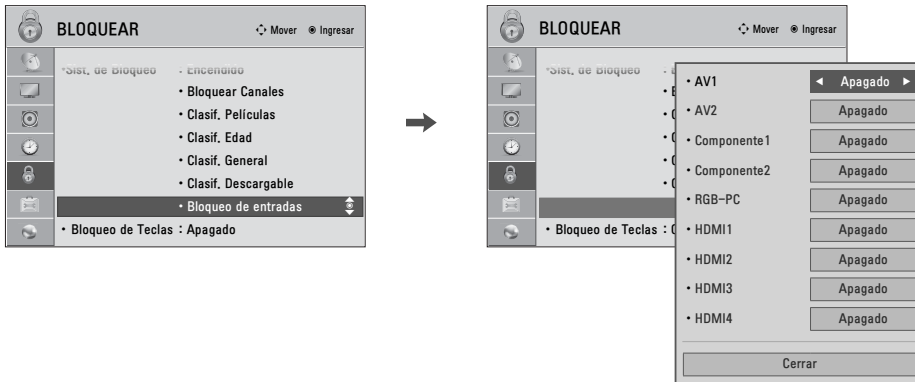 BLOQUEAR
Mover
Ingresar
•Sist. de Bloqueo : Encendido
• Bloquear Canales
• Clasif. Películas
• Clasif. Edad
• Clasif. General
• Clasif. Descargable
• Bloqueo de entradas
• Bloqueo de Teclas : Apagado
BLOQUEAR
Mover
Ingresar
•Sist. de Bloqueo :
• Bloqueo de Teclas :
• AV1 ◄ Apagado ►
• AV2 Apagado
• Componente1 Apagado
• Componente2 Apagado
• RGB-PC Apagado
• HDMI1 Apagado
• HDMI2 Apagado
• HDMI3 Apagado
• HDMI4 Apagado
Cerrar